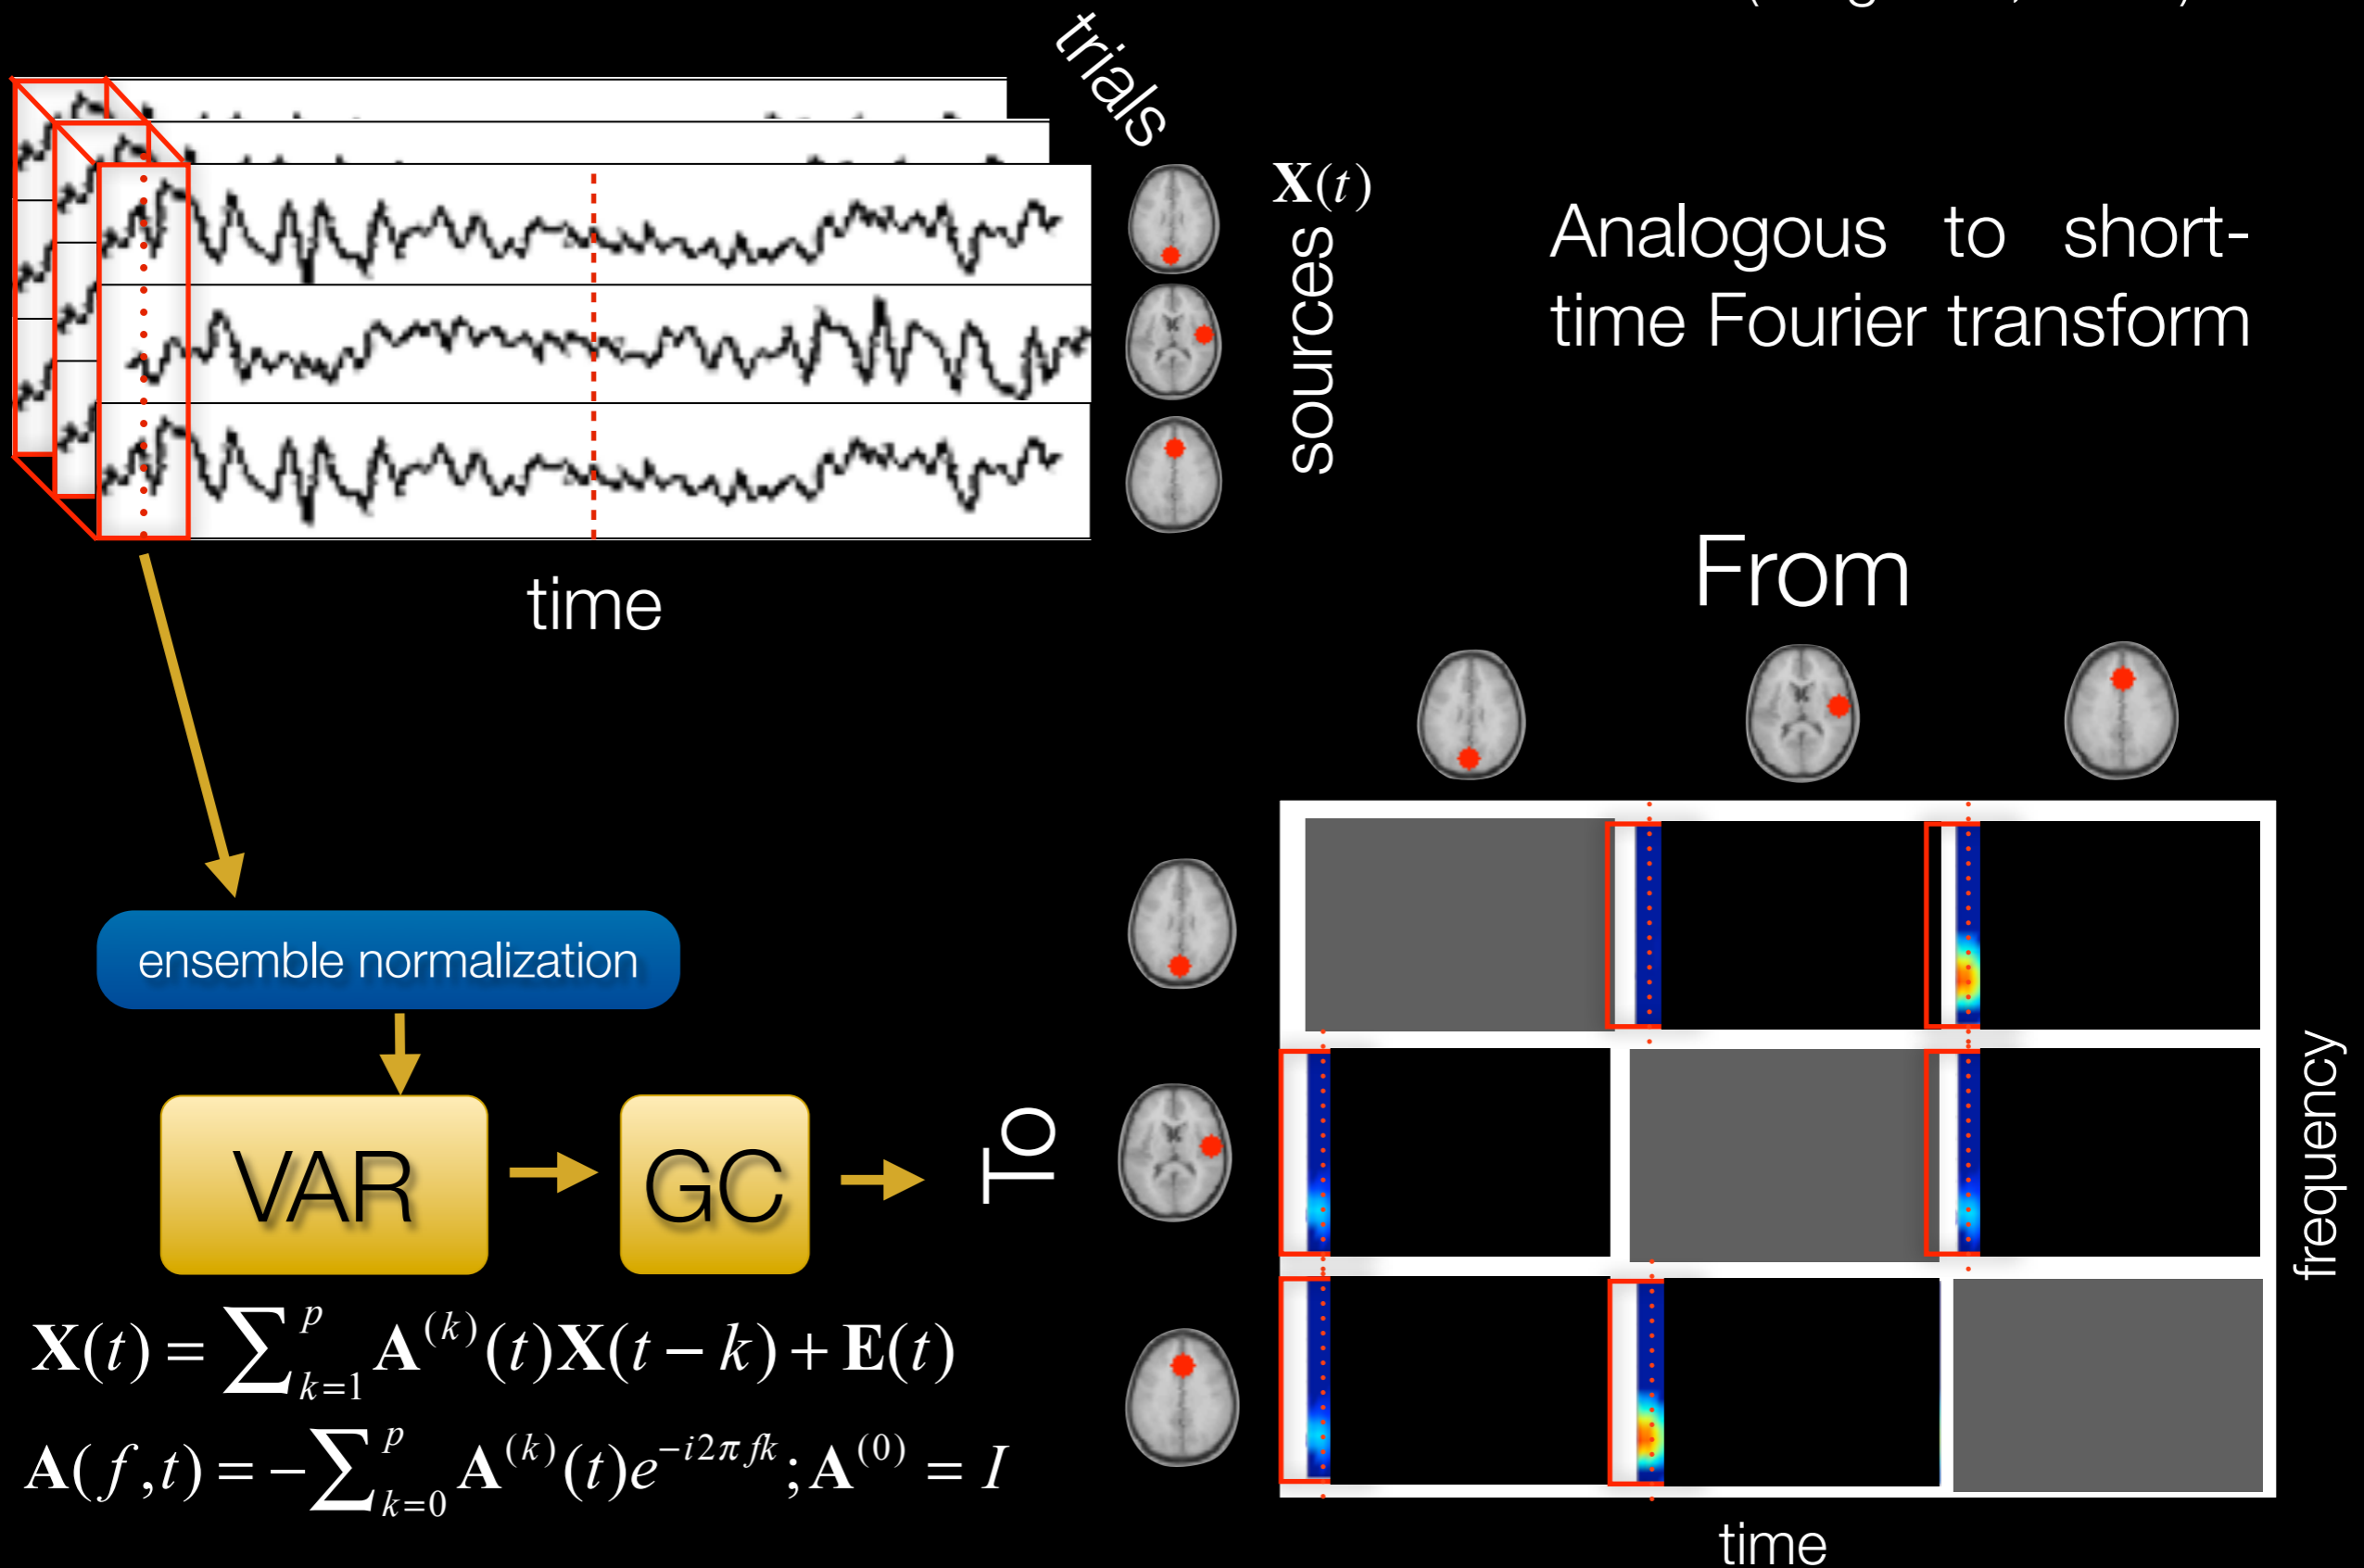 trials
X(t)
sources
Analogous to short-
time Fourier transform
time
From
ensemble normalization
VAR
GC
To
frequency
X(t) = ∑_{k=1}^{p} A^{(k)}(t)X(t − k) + E(t)
A(f,t) = −∑_{k=0}^{p} A^{(k)}(t)e^{−i2πfk}; A^{(0)} = I
time